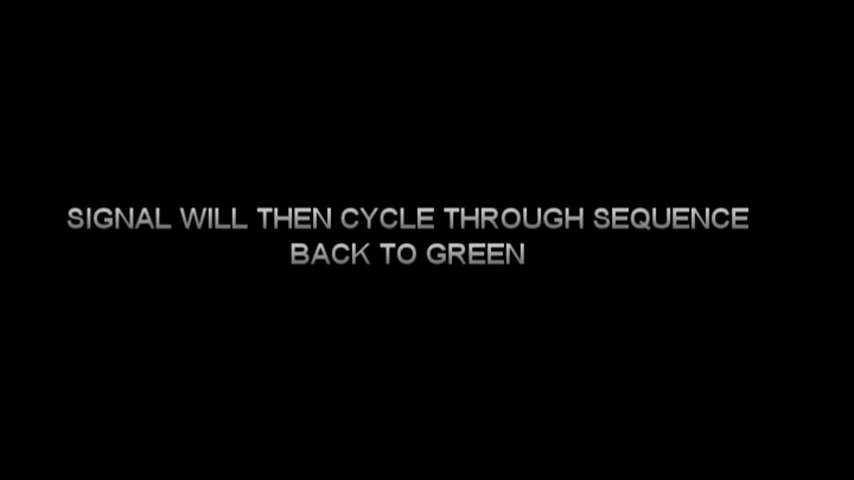 SIGNAL WILL THEN CYCLE THROUGH SEQUENCE
BACK TO GREEN